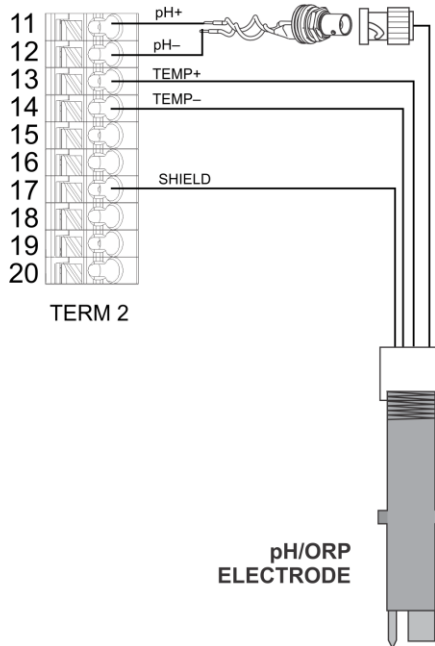 11
pH+
12
pH–
13
TEMP+
14
TEMP–
15
16
17
SHIELD
18
19
20
TERM 2
pH/ORP
ELECTRODE